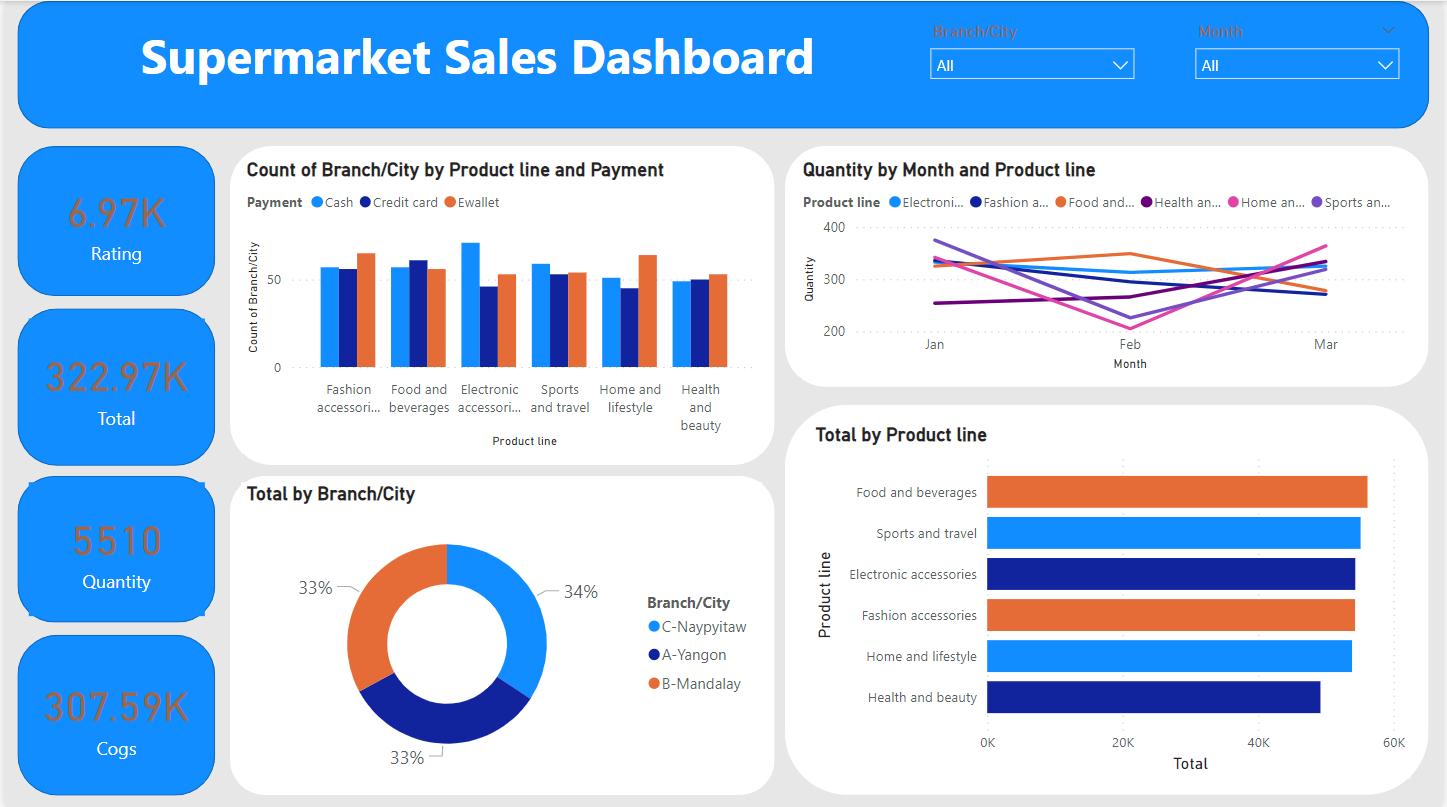 Supermarket Sales Dashboard
Branch/City
All
Month
All
6.97K
Rating
322.97K
Total
5510
Quantity
307.59K
Cogs
Count of Branch/City by Product line and Payment
Payment Cash Credit card Ewallet
Count of Branch/City
50
0
Fashion accessori...
Food and beverages
Electronic accessori...
Sports and travel
Home and lifestyle
Health and beauty
Product line
Quantity by Month and Product line
Product line Electroni... Fashion a... Food and... Health an... Home an... Sports an...
Quantity
400
300
200
Jan Feb Mar
Month
Total by Branch/City
33%
34%
33%
Branch/City
C-Naypyitaw
A-Yangon
B-Mandalay
Total by Product line
Product line
Food and beverages
Sports and travel
Electronic accessories
Fashion accessories
Home and lifestyle
Health and beauty
0K 20K 40K 60K
Total